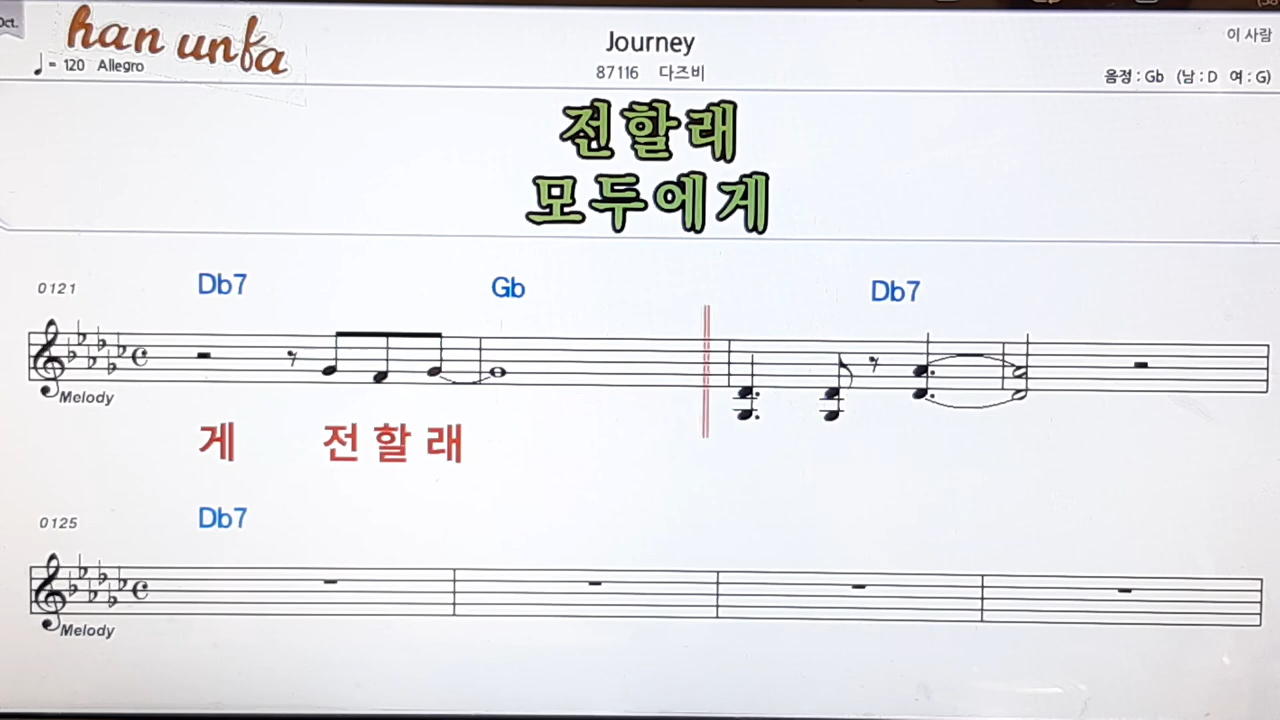 Oct.
han unfa
♩= 120 Allegro
Journey
87116 다즈비
이 사람
음정 : Gb (남 : D 여 : G)
전할래
모두에게
0121
Db7 Gb Db7
Melody
게 전 할 래
0125
Db7
Melody